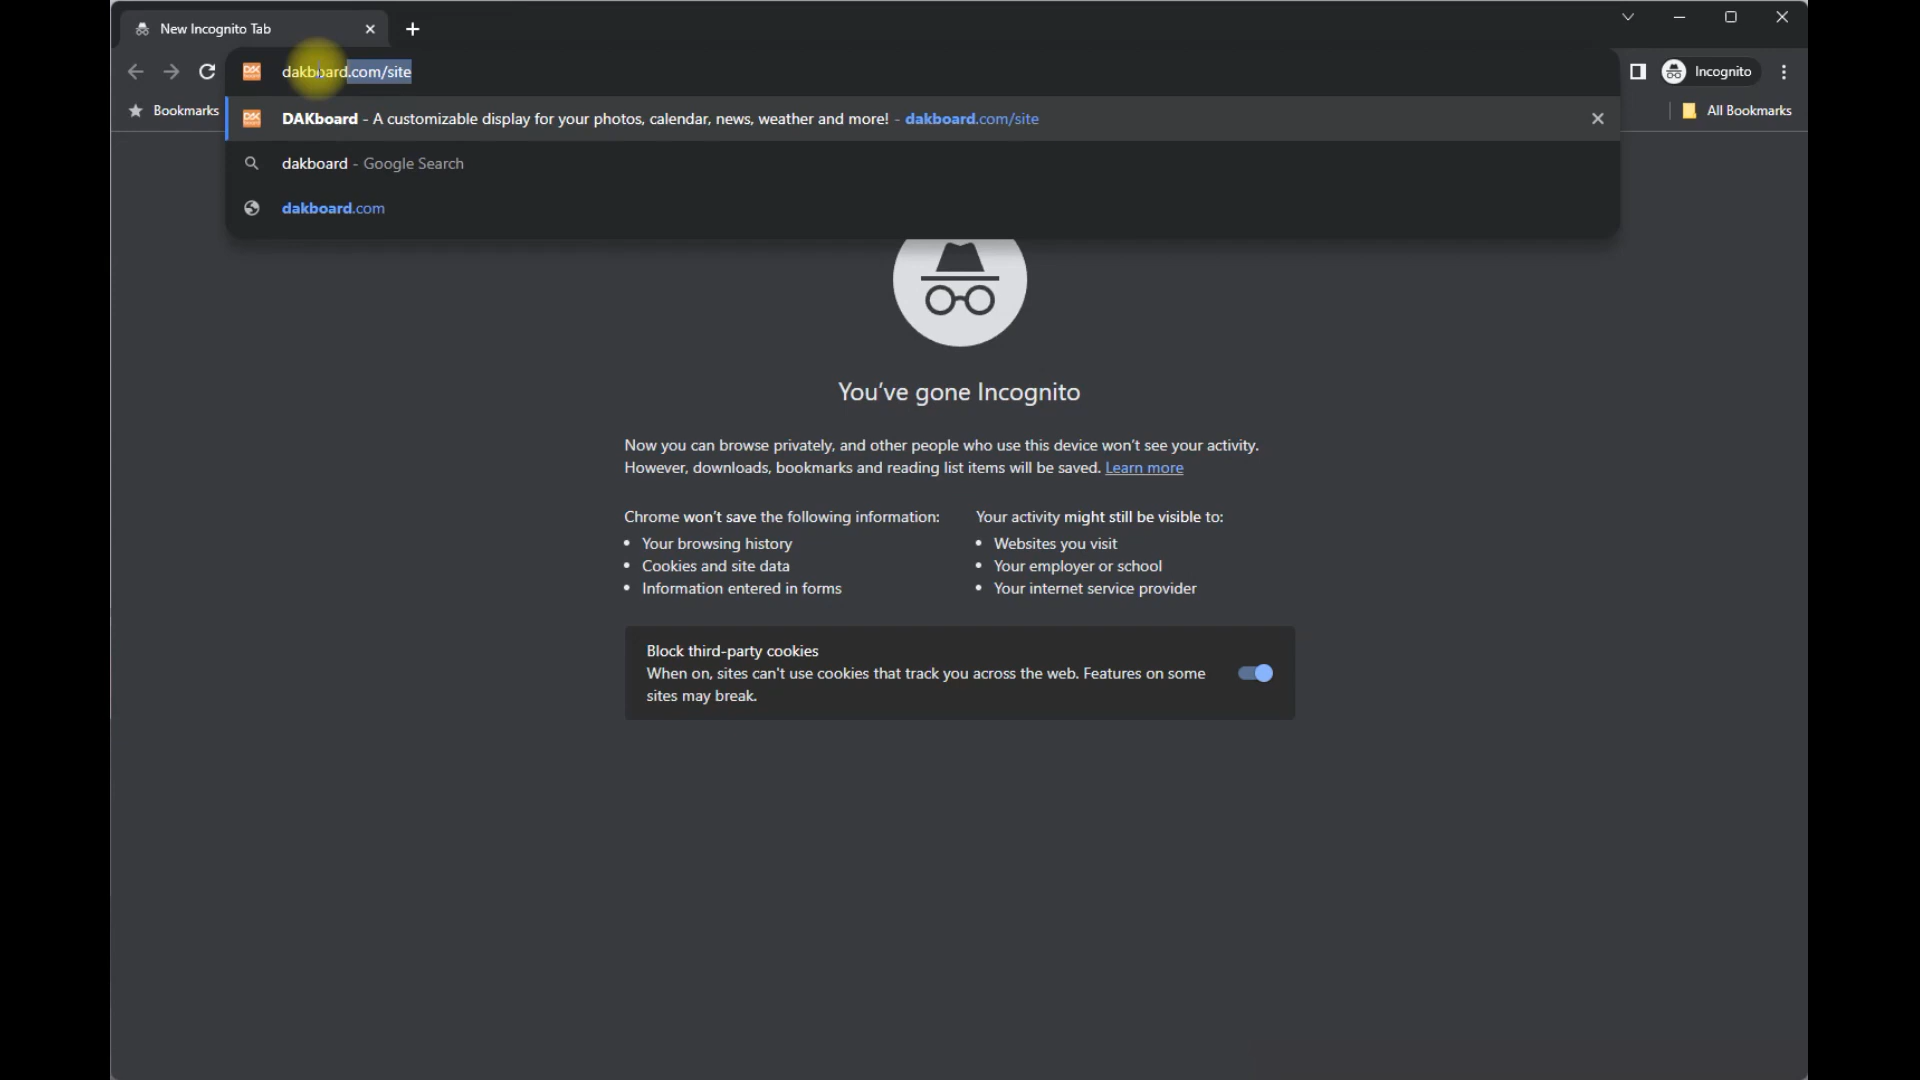 New Incognito Tab
dakboard.com/site
Incognito
Bookmarks
All Bookmarks
DAKboard - A customizable display for your photos, calendar, news, weather and more! - dakboard.com/site
dakboard - Google Search
dakboard.com
You've gone Incognito
Now you can browse privately, and other people who use this device won't see your activity.
However, downloads, bookmarks and reading list items will be saved. Learn more
Chrome won't save the following information:
• Your browsing history
• Cookies and site data
• Information entered in forms
Your activity might still be visible to:
• Websites you visit
• Your employer or school
• Your internet service provider
Block third-party cookies
When on, sites can't use cookies that track you across the web. Features on some
sites may break.